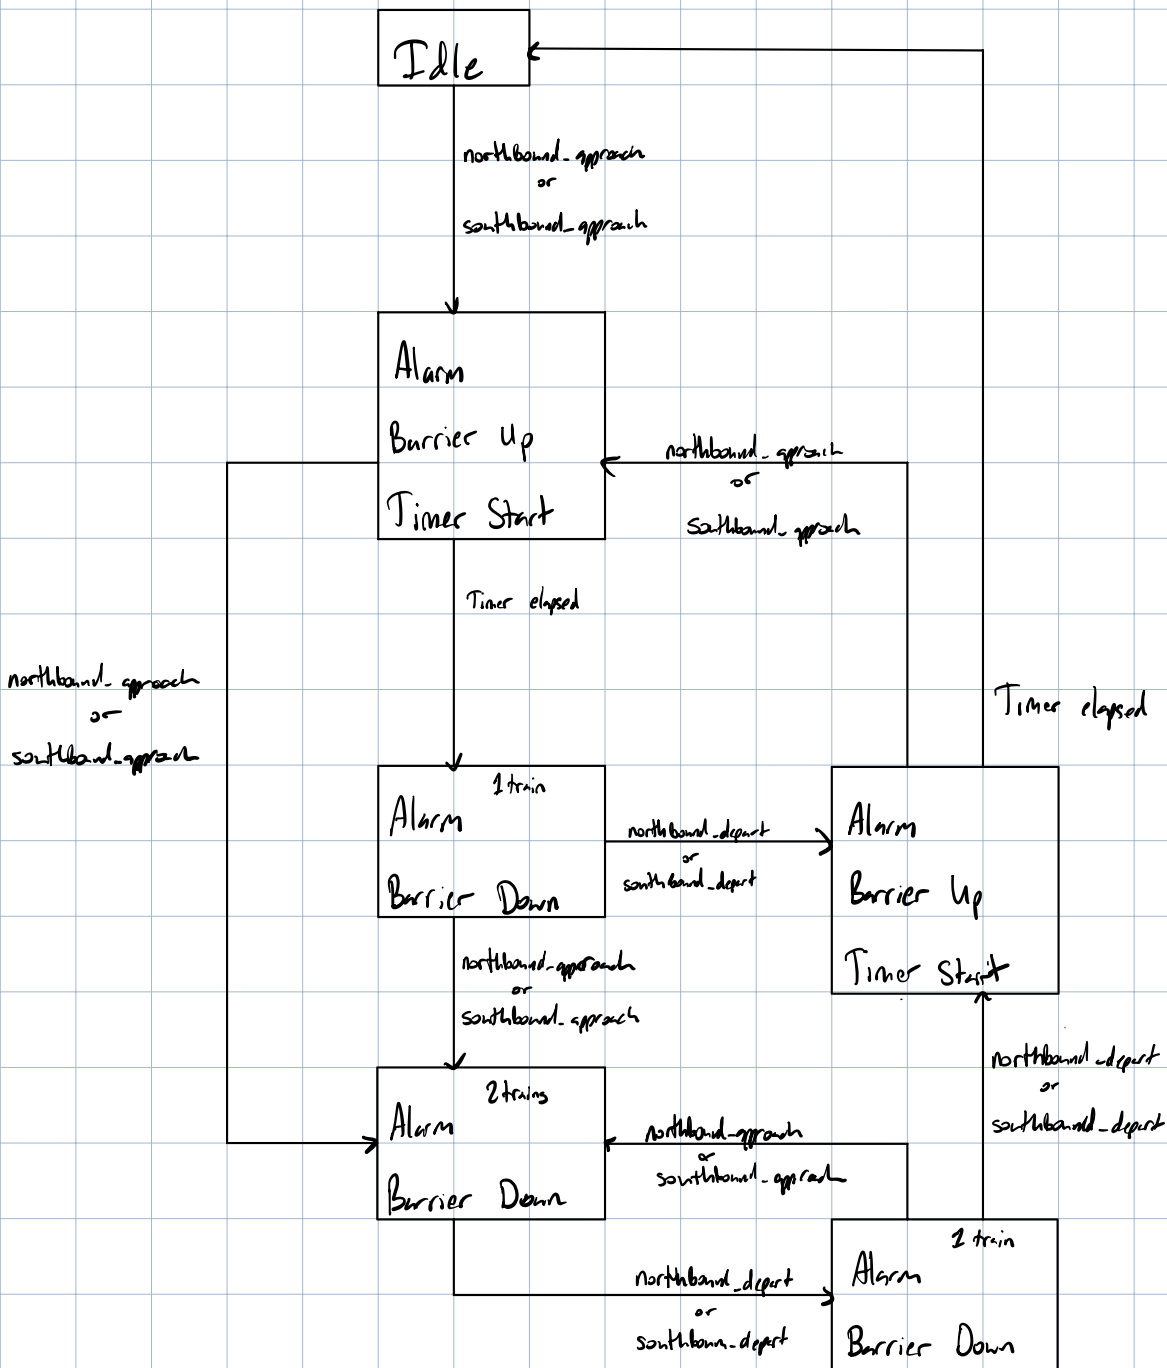 Idle
northbound_approach
or
southbound_approach
Alarm
Barrier Up
Timer Start
northbound_approach
or
southbound_approach
Timer elapsed
northbound_approach
or
southbound_approach
Timer elapsed
1 train
Alarm
Barrier Down
northbound_depart
or
southbound_depart
Alarm
Barrier Up
Timer Start
northbound_approach
or
southbound_approach
2 trains
Alarm
Barrier Down
northbound_approach
or
southbound_approach
northbound_depart
or
southbound_depart
northbound_depart
or
southboun_depart
1 train
Alarm
Barrier Down